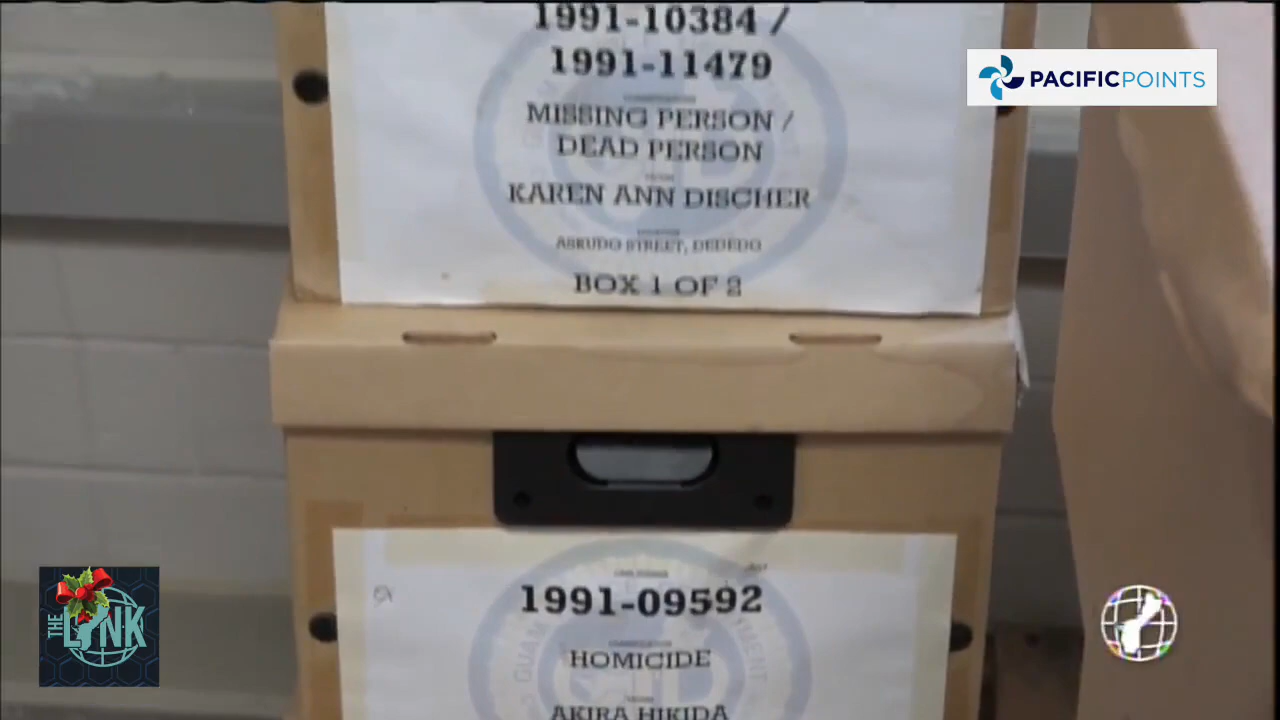 1991-10384 /
1991-11479
MISSING PERSON /
DEAD PERSON
KAREN ANN DISCHER
ASRUDO STREET, DEDEDO
BOX 1 OF 2
1991-09592
HOMICIDE
AKIRA HIKIDA
GUAM
PACIFICPOINTS
THE LYNK